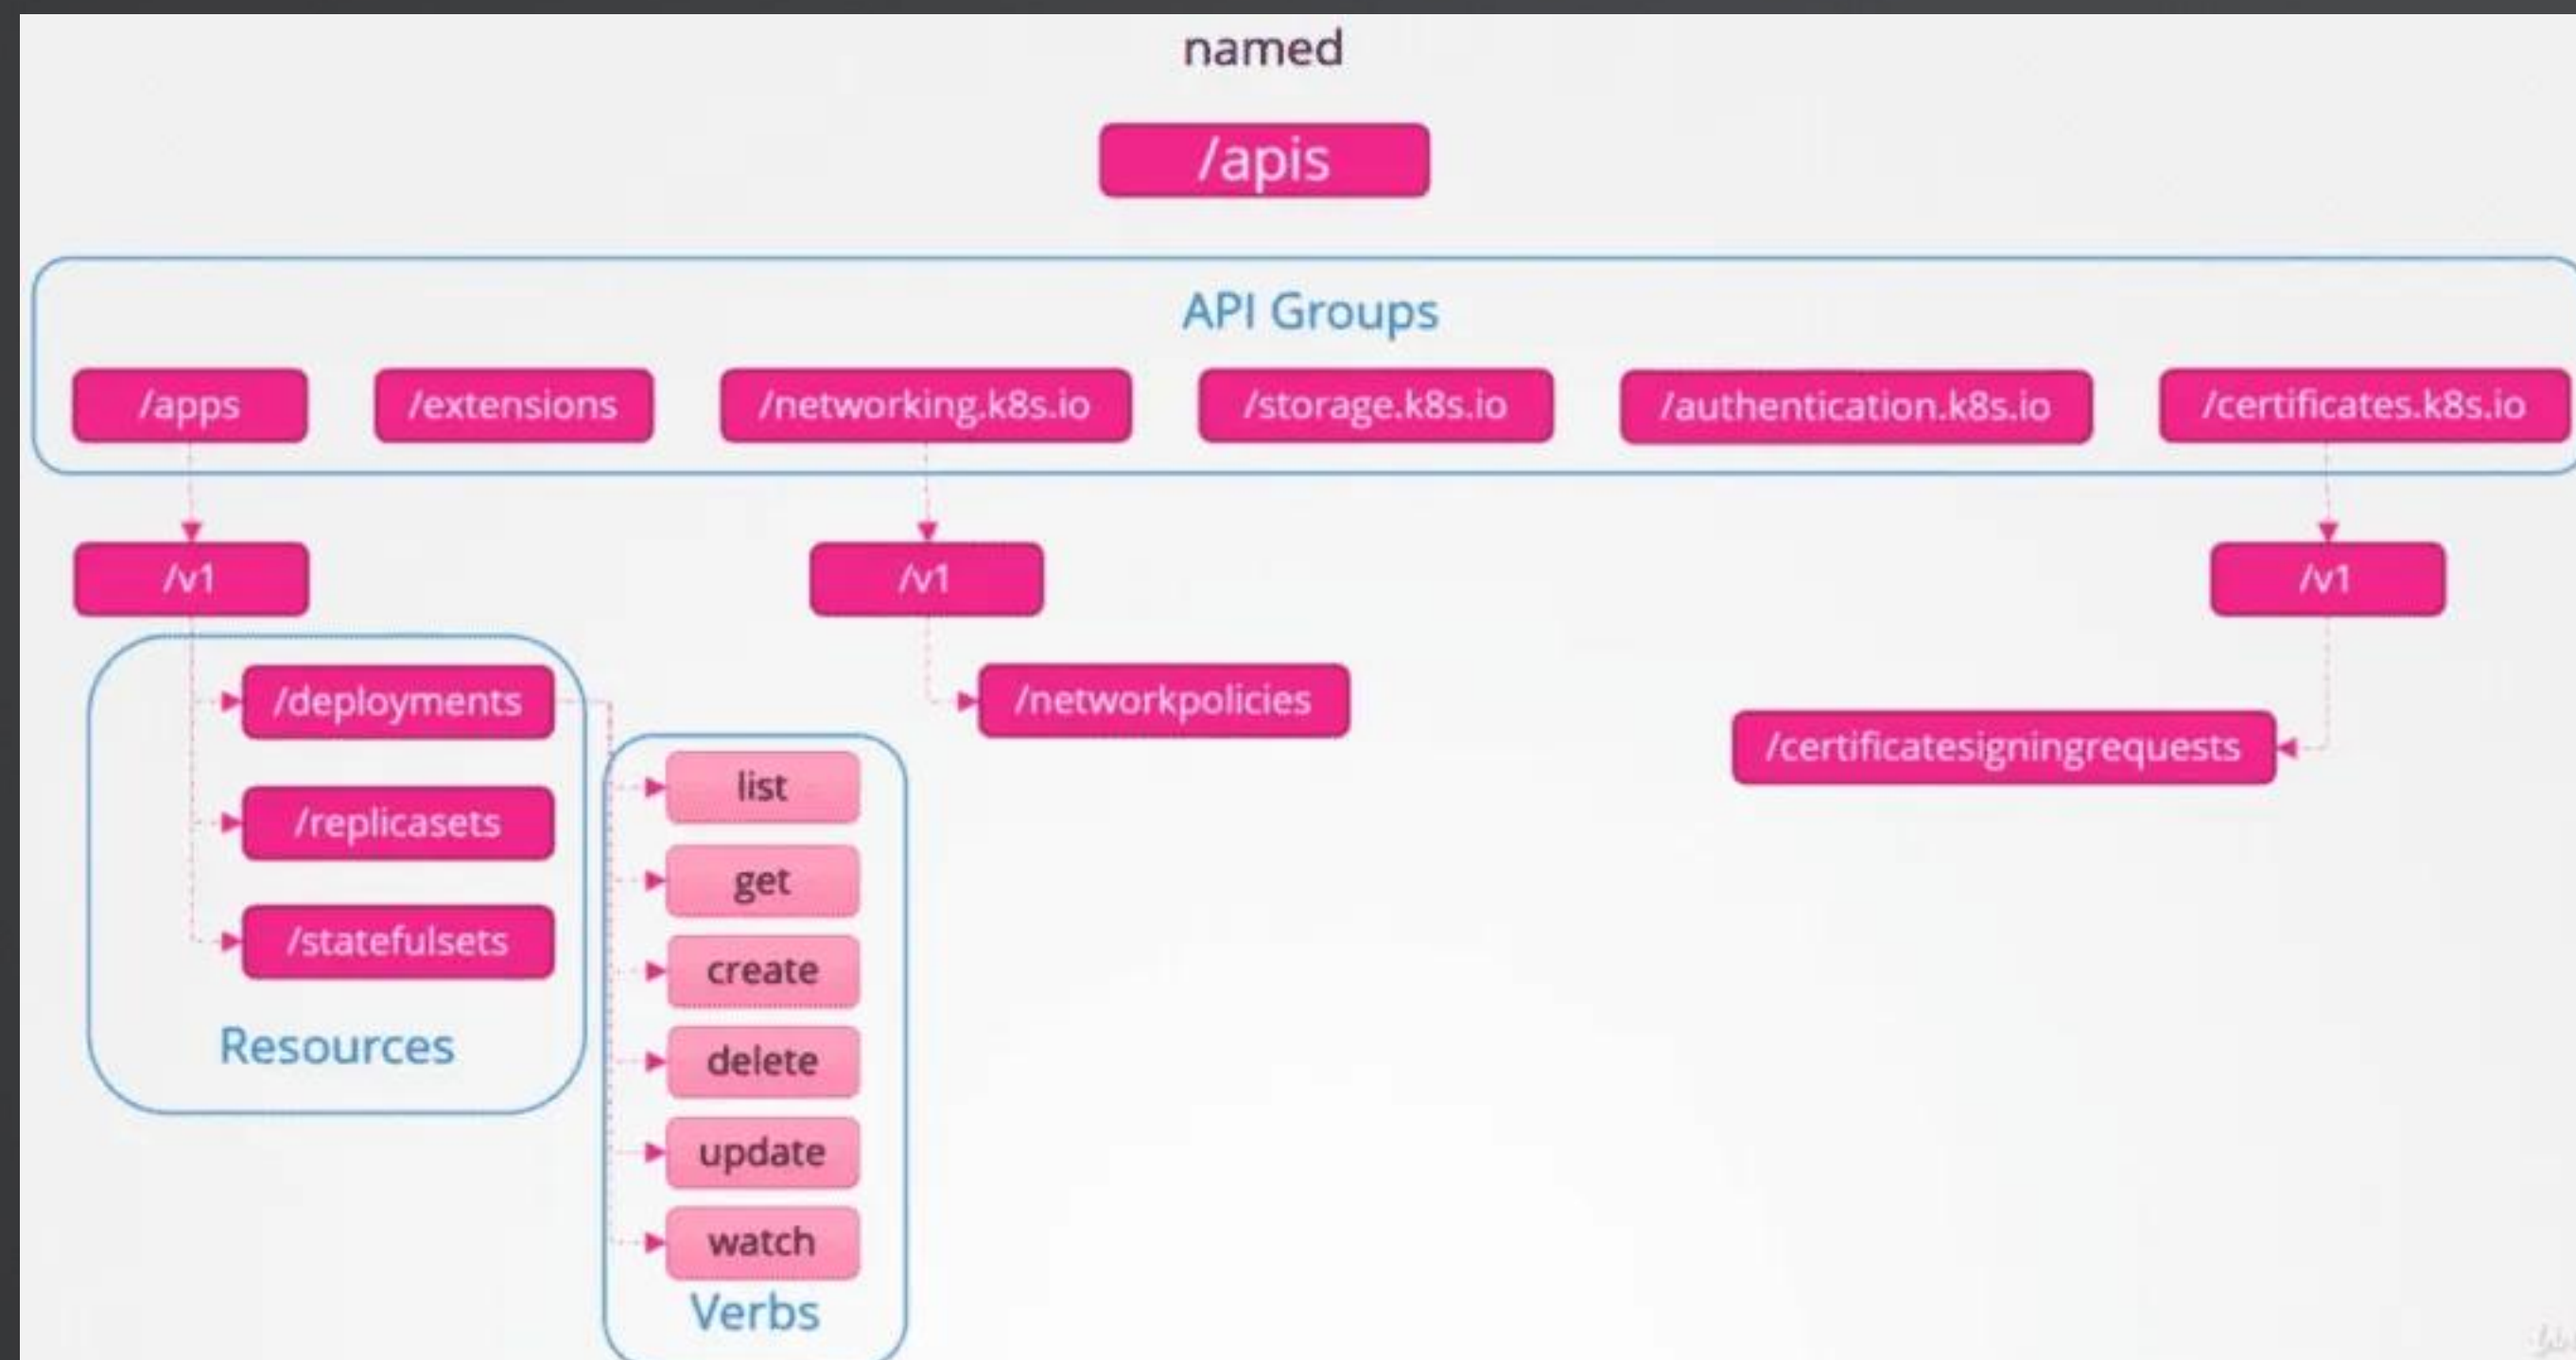 named
/apis
API Groups
/apps
/extensions
/networking.k8s.io
/storage.k8s.io
/authentication.k8s.io
/certificates.k8s.io
/v1
/v1
/v1
/deployments
/replicasets
/statefulsets
Resources
list
get
create
delete
update
watch
Verbs
/networkpolicies
/certificatesigningrequests